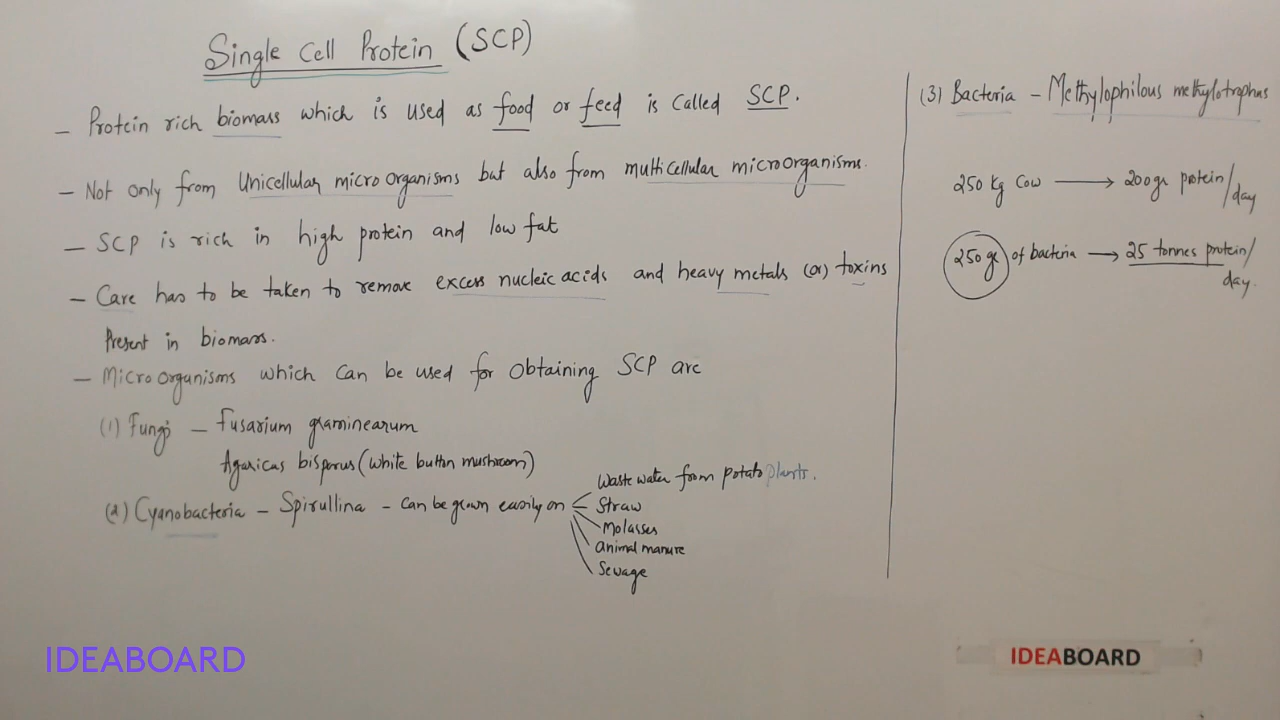 Single Cell Protein (SCP)
- Protein rich biomass which is used as food or feed is called SCP.
- Not only from Unicellular microorganisms but also from multicellular microorganisms.
- SCP is rich in high protein and low fat
- Care has to be taken to remove excess nucleic acids and heavy metals (or) toxins
Present in biomass.
- Microorganisms which can be used for obtaining SCP are
(1) Fungi - Fusarium graminearum
Agaricus bisporus (white button mushroom)
(2) Cyanobacteria - Spirullina - can be grown easily on
Waste water from potato plants.
Straw
Molasses
animal manure
Sewage
(3) Bacteria - Methylophilous methylotrophus
250 Kg Cow → 200gr protein/
day
250 gr of bacteria → 25 tonnes protein/
day.
IDEABOARD
IDEABOARD